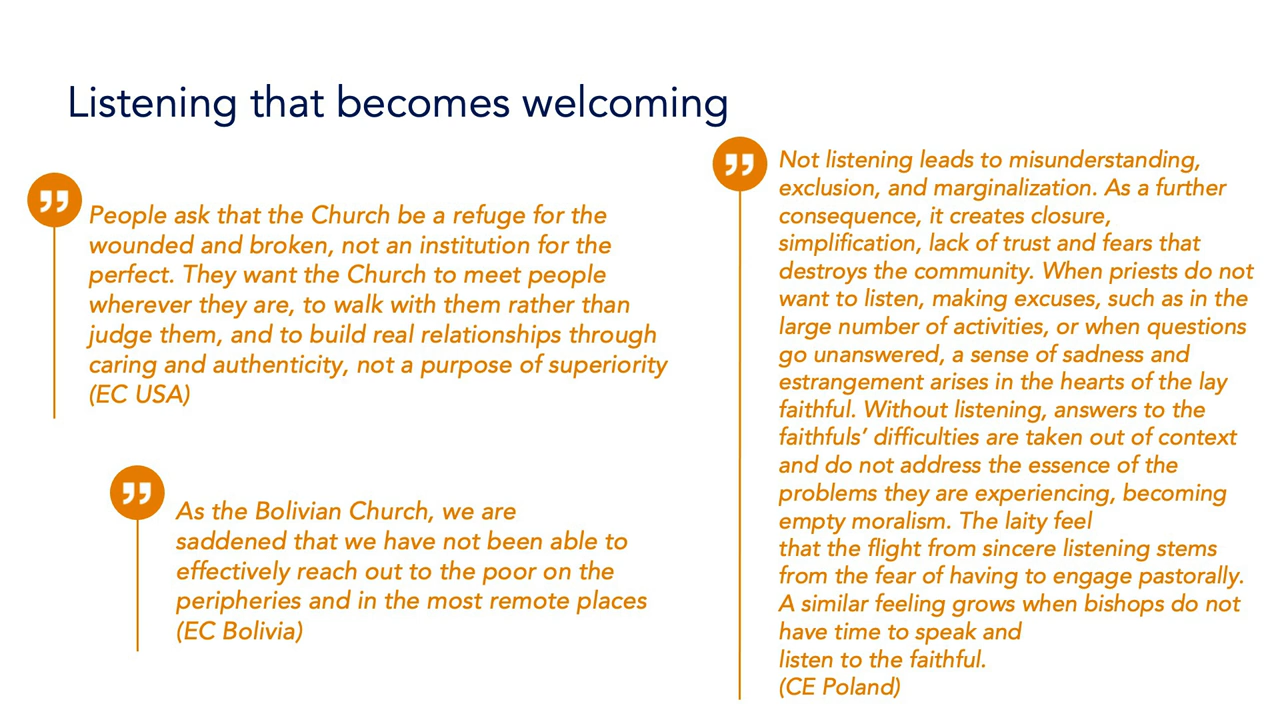 Listening that becomes welcoming
People ask that the Church be a refuge for the
wounded and broken, not an institution for the
perfect. They want the Church to meet people
wherever they are, to walk with them rather than
judge them, and to build real relationships through
caring and authenticity, not a purpose of superiority
(EC USA)
As the Bolivian Church, we are
saddened that we have not been able to
effectively reach out to the poor on the
peripheries and in the most remote places
(EC Bolivia)
Not listening leads to misunderstanding,
exclusion, and marginalization. As a further
consequence, it creates closure,
simplification, lack of trust and fears that
destroys the community. When priests do not
want to listen, making excuses, such as in the
large number of activities, or when questions
go unanswered, a sense of sadness and
estrangement arises in the hearts of the lay
faithful. Without listening, answers to the
faithfuls’ difficulties are taken out of context
and do not address the essence of the
problems they are experiencing, becoming
empty moralism. The laity feel
that the flight from sincere listening stems
from the fear of having to engage pastorally.
A similar feeling grows when bishops do not
have time to speak and
listen to the faithful.
(CE Poland)